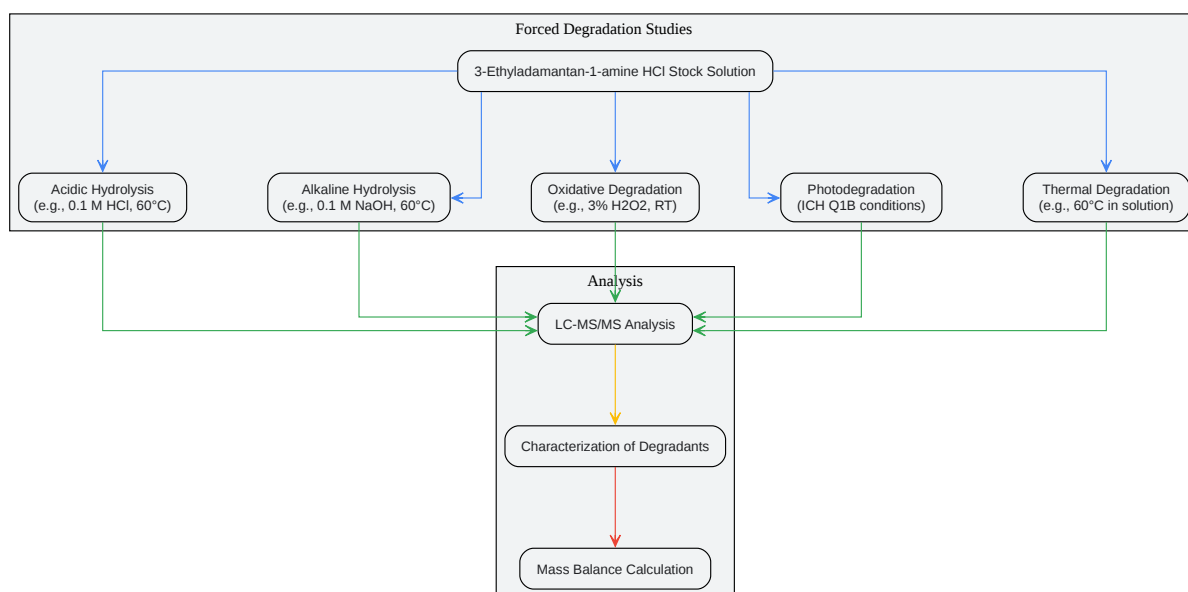 Forced Degradation Studies
3-Ethyladamantan-1-amine HCl Stock Solution
Acidic Hydrolysis
(e.g., 0.1 M HCl, 60°C)
Alkaline Hydrolysis
(e.g., 0.1 M NaOH, 60°C)
Oxidative Degradation
(e.g., 3% H2O2, RT)
Photodegradation
(ICH Q1B conditions)
Thermal Degradation
(e.g., 60°C in solution)
Analysis
LC-MS/MS Analysis
Characterization of Degradants
Mass Balance Calculation